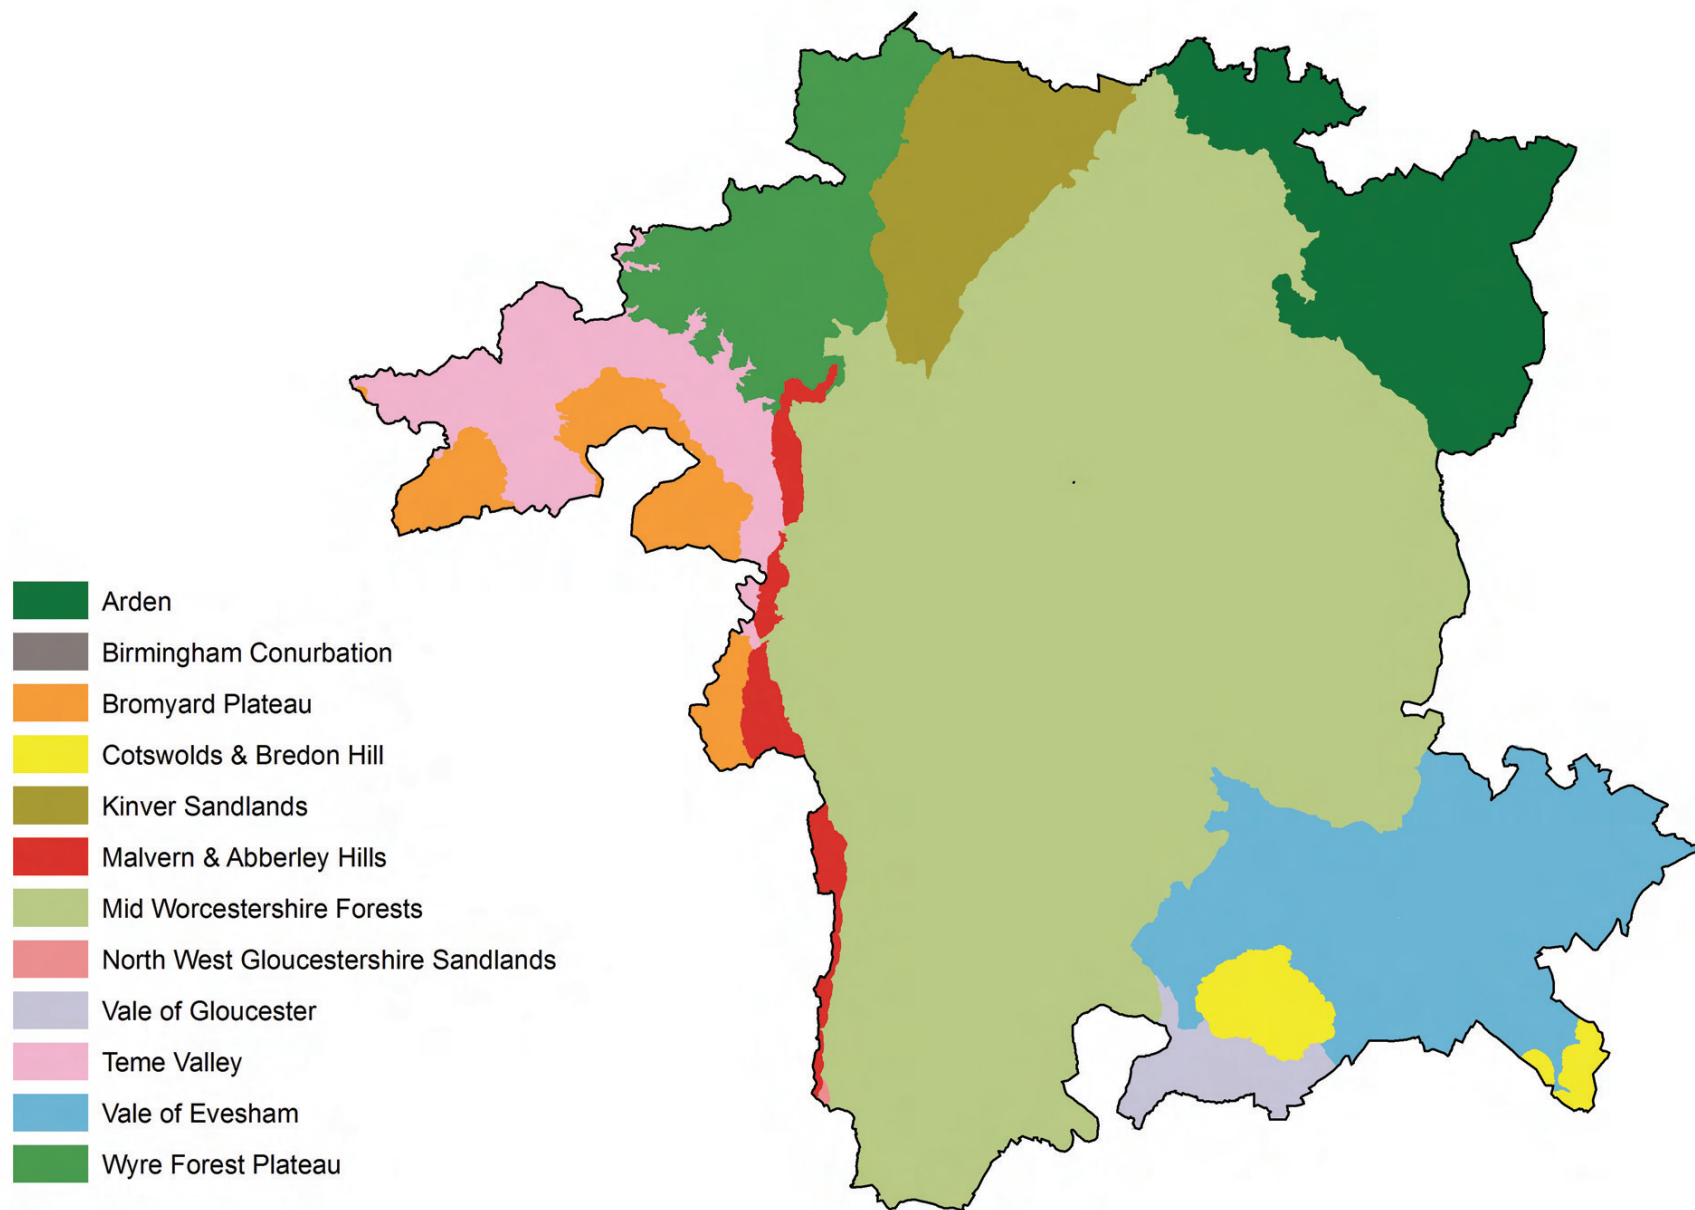 Arden
Birmingham Conurbation
Bromyard Plateau
Cotswolds & Bredon Hill
Kinver Sandlands
Malvern & Abberley Hills
Mid Worcestershire Forests
North West Gloucestershire Sandlands
Vale of Gloucester
Teme Valley
Vale of Evesham
Wyre Forest Plateau